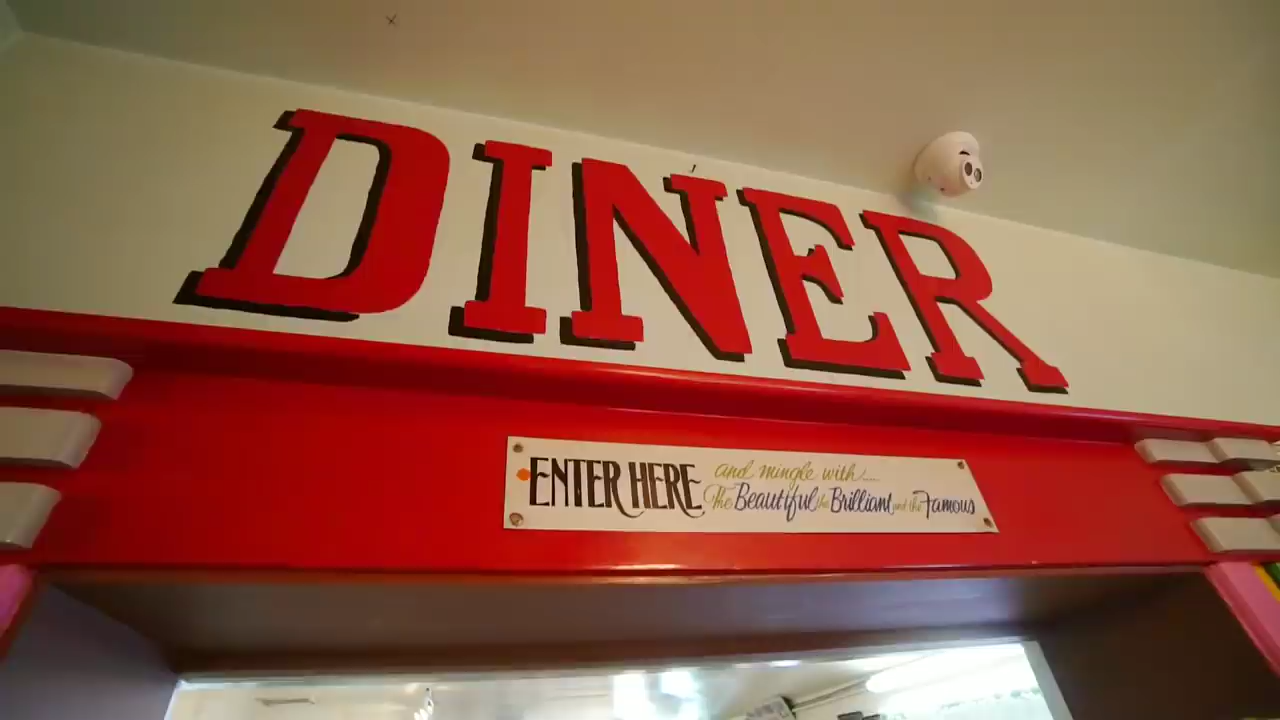 DINER
ENTER HERE and mingle with.....
The Beautiful the Brilliant and the Famous